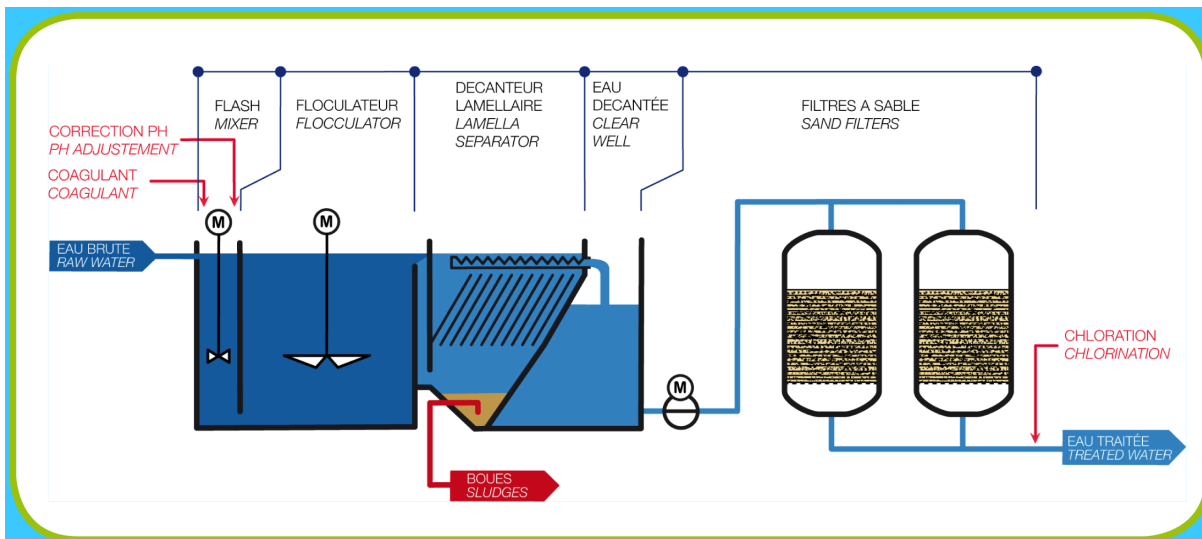 FLASH
MIXER
FLOCULATEUR
FLOCCULATOR
DECANTEUR
LAMELLAIRE
LAMELLA
SEPARATOR
EAU
DECANTÉE
CLEAR
WELL
FILTRES A SABLE
SAND FILTERS
CORRECTION PH
PH ADJUSTEMENT
COAGULANT
COAGULANT
M
M
EAU BRUTE
RAW WATER
CHLORATION
CHLORINATION
M
EAU TRAITÉE
TREATED WATER
BOUES
SLUDGES